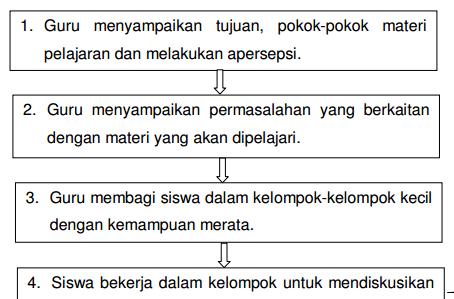 1. Guru menyampaikan tujuan, pokok-pokok materi
pelajaran dan melakukan apersepsi.
2. Guru menyampaikan permasalahan yang berkaitan
dengan materi yang akan dipelajari.
3. Guru membagi siswa dalam kelompok-kelompok kecil
dengan kemampuan merata.
4. Siswa bekerja dalam kelompok untuk mendiskusikan